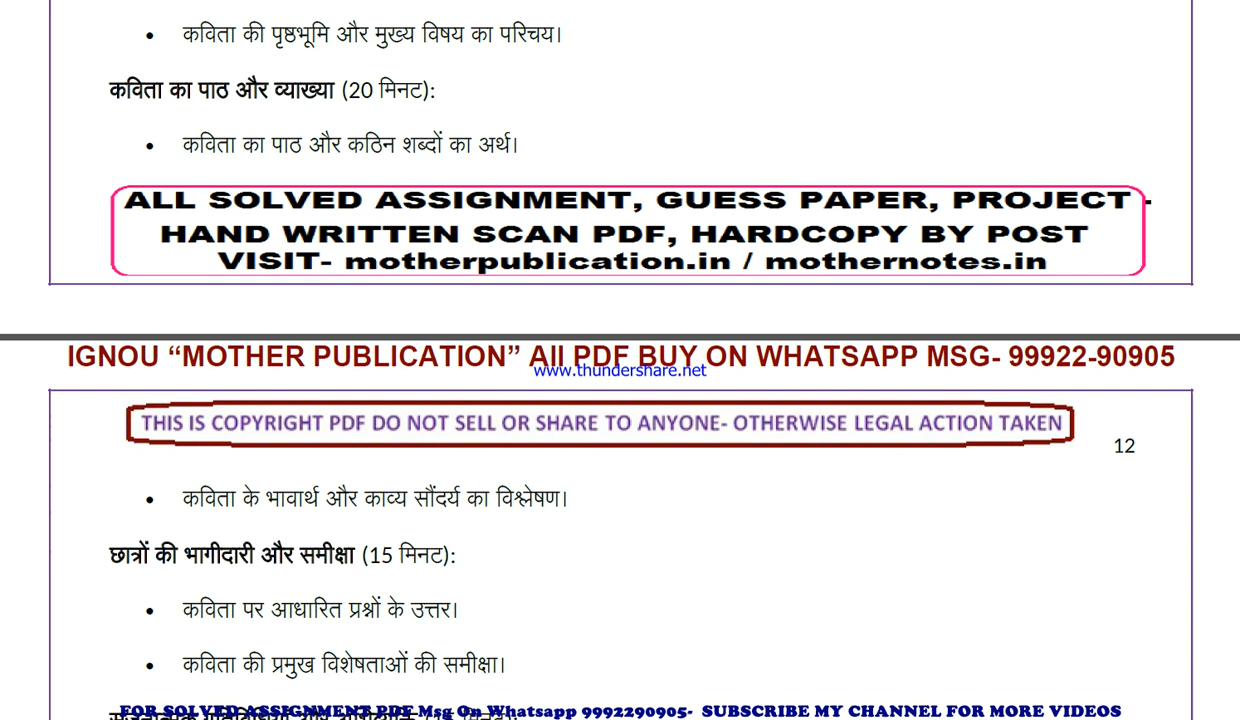 • कविता की पृष्ठभूमि और मुख्य विषय का परिचय।
कविता का पाठ और व्याख्या (20 मिनट):
• कविता का पाठ और कठिन शब्दों का अर्थ।
ALL SOLVED ASSIGNMENT, GUESS PAPER, PROJECT -
HAND WRITTEN SCAN PDF, HARDCOPY BY POST
VISIT- motherpublication.in / mothernotes.in
IGNOU “MOTHER PUBLICATION” All PDF BUY ON WHATSAPP MSG- 99922-90905
www.thundershare.net
THIS IS COPYRIGHT PDF DO NOT SELL OR SHARE TO ANYONE- OTHERWISE LEGAL ACTION TAKEN
12
• कविता के भावार्थ और काव्य सौंदर्य का विश्लेषण।
छात्रों की भागीदारी और समीक्षा (15 मिनट):
• कविता पर आधारित प्रश्नों के उत्तर।
• कविता की प्रमुख विशेषताओं की समीक्षा।
FOR SOLVED ASSIGNMENT PDF Msg On Whatsapp 9992290905- SUBSCRIBE MY CHANNEL FOR MORE VIDEOS